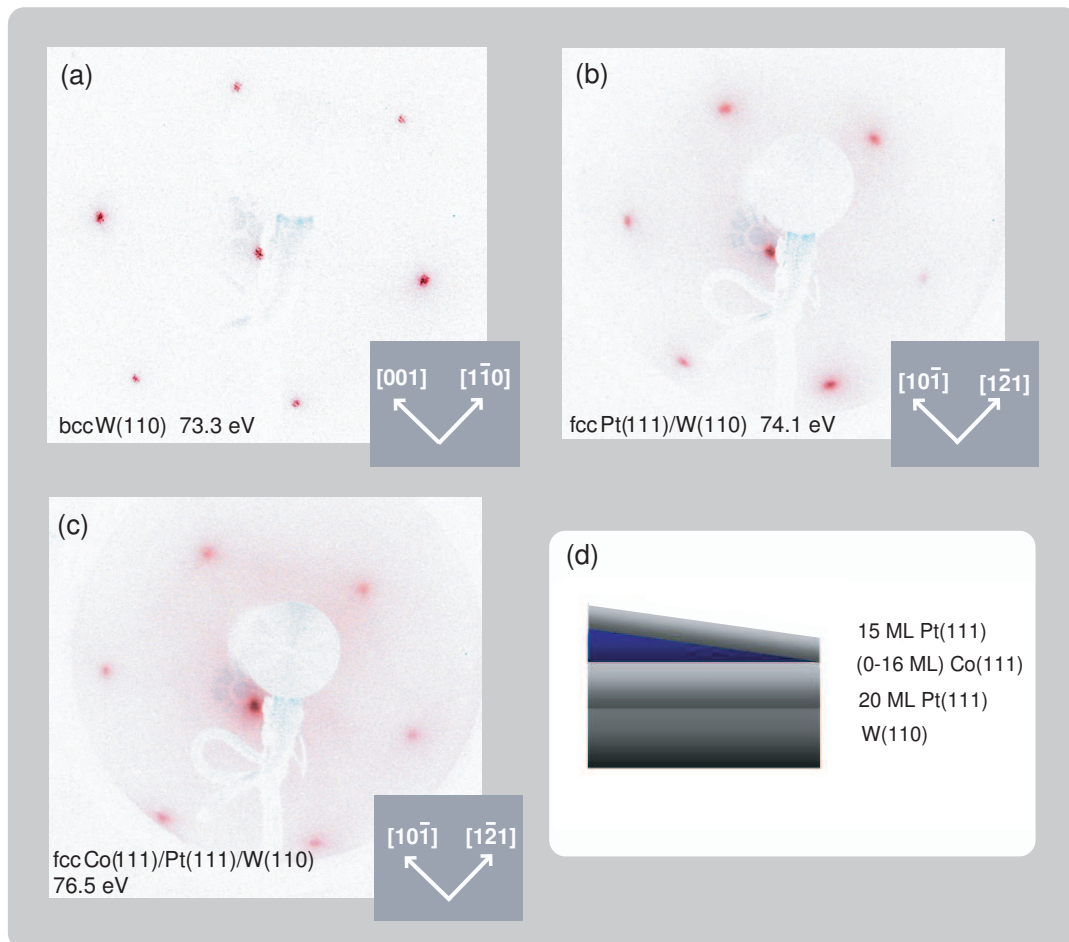 (a)
[001] [11̅0]
bcc W(110) 73.3 eV
(b)
[101̅] [12̅1]
fcc Pt(111)/W(110) 74.1 eV
(c)
[101̅] [12̅1]
fcc Co(111)/Pt(111)/W(110)
76.5 eV
(d)
15 ML Pt(111)
(0-16 ML) Co(111)
20 ML Pt(111)
W(110)